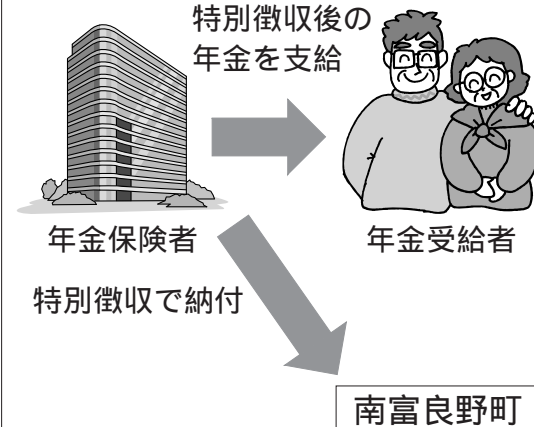 特別徴収後の
年金を支給
年金保険者
年金受給者
特別徴収で納付
南富良野町